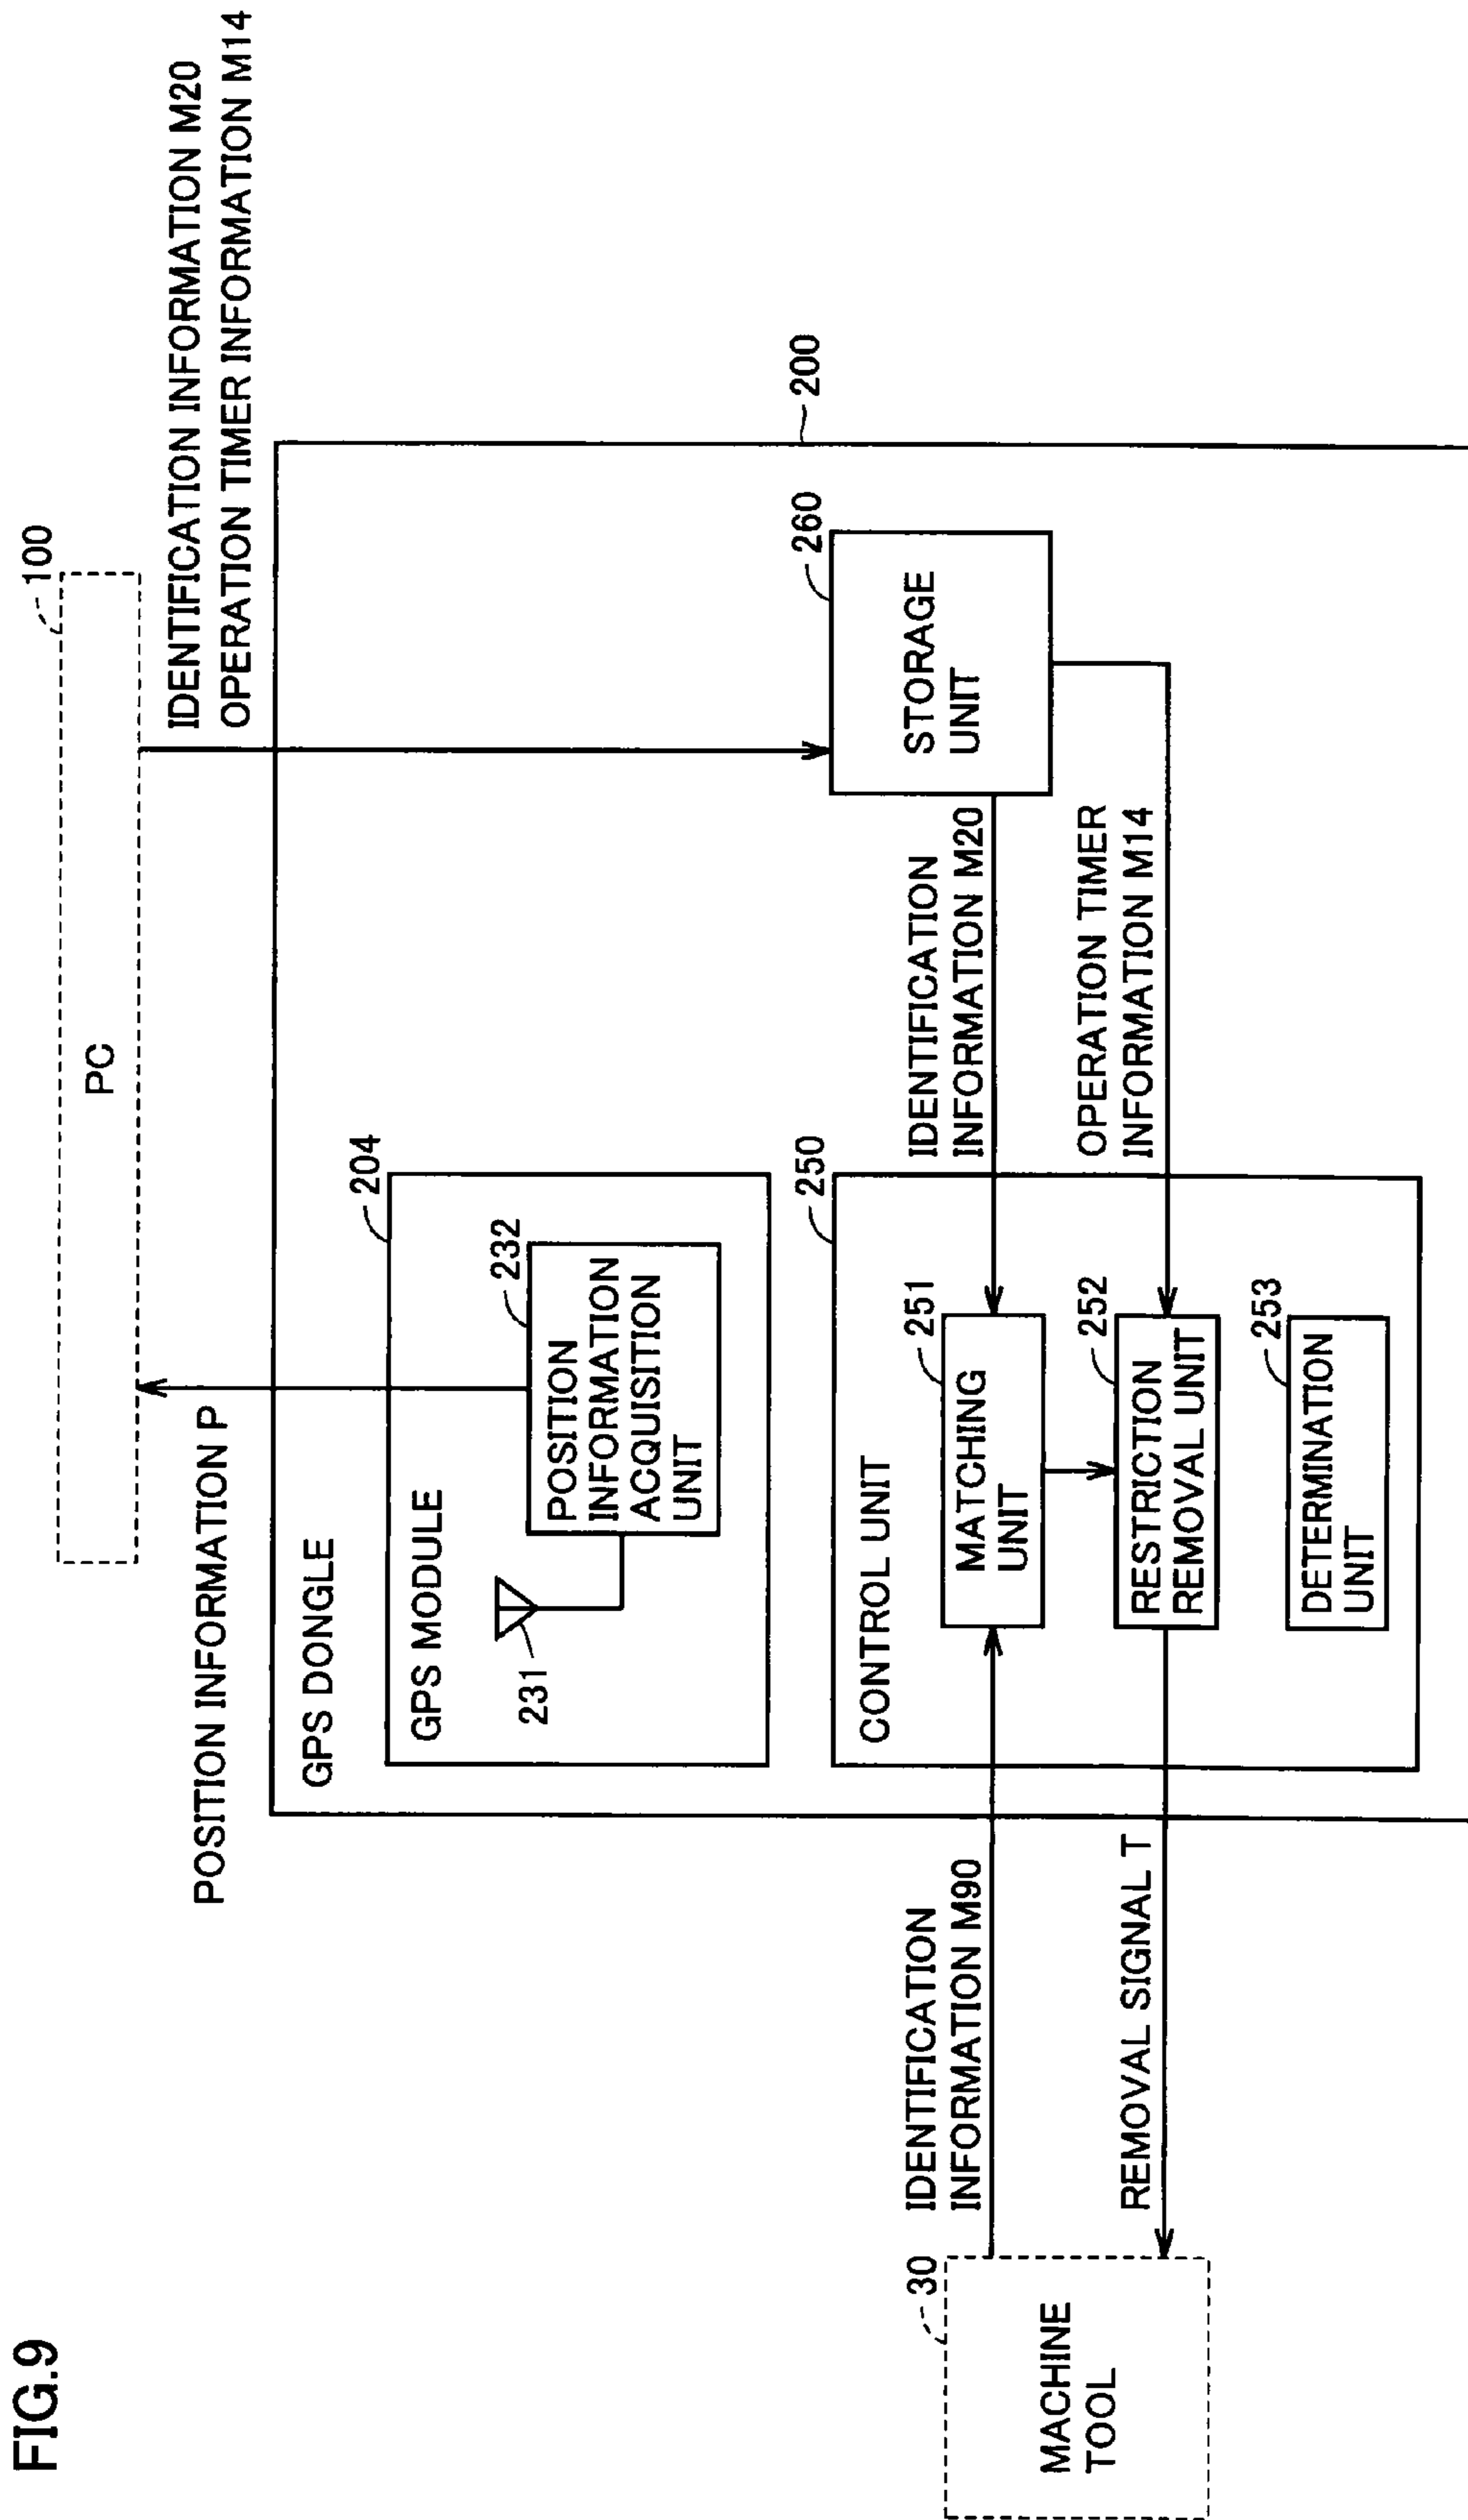 FIG.9
100
PC
POSITION INFORMATION P
IDENTIFICATION INFORMATION M20
OPERATION TIMER INFORMATION M14
GPS DONGLE
200
GPS MODULE
204
231
232
POSITION
INFORMATION
ACQUISITION
UNIT
260
STORAGE
UNIT
CONTROL UNIT
250
30
MACHINE
TOOL
IDENTIFICATION
INFORMATION M90
251
MATCHING
UNIT
IDENTIFICATION
INFORMATION M20
REMOVAL SIGNAL T
252
RESTRICTION
REMOVAL UNIT
OPERATION TIMER
INFORMATION M14
253
DETERMINATION
UNIT